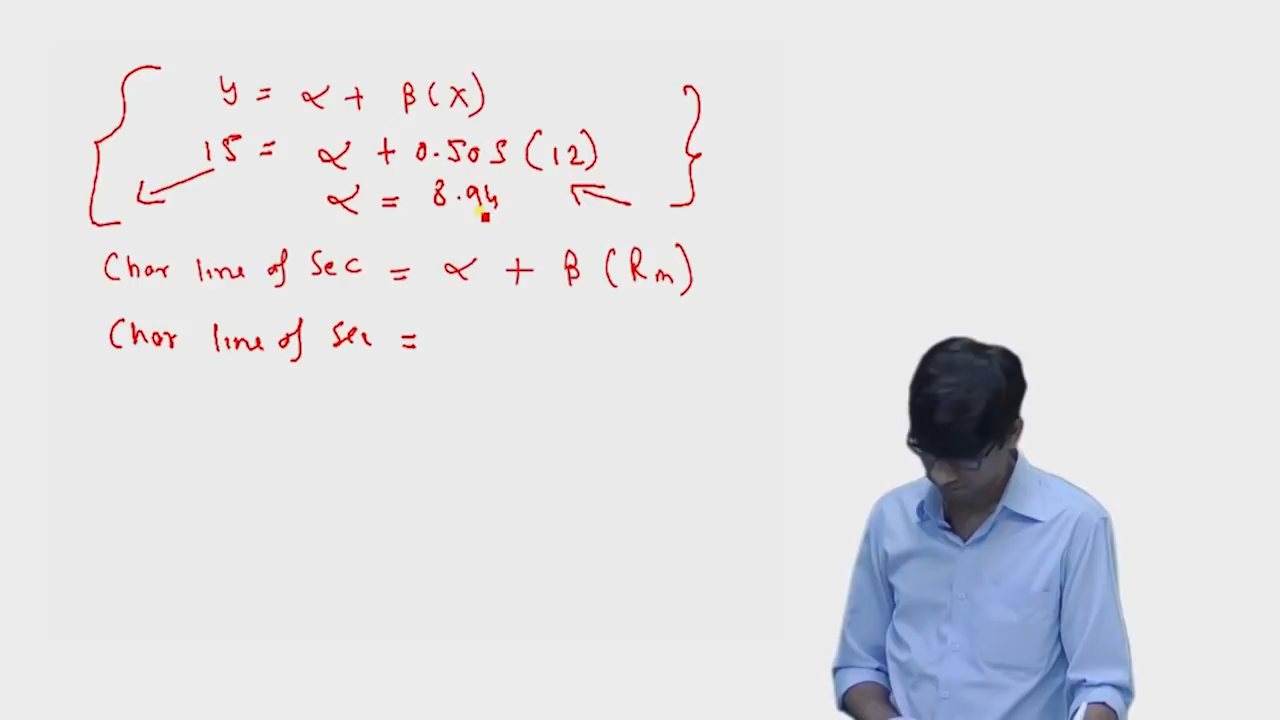 y = α + β(X)
15 = α + 0.505 (12)
α = 8.94
Char line of Sec = α + β (Rm)
Char line of Sec =